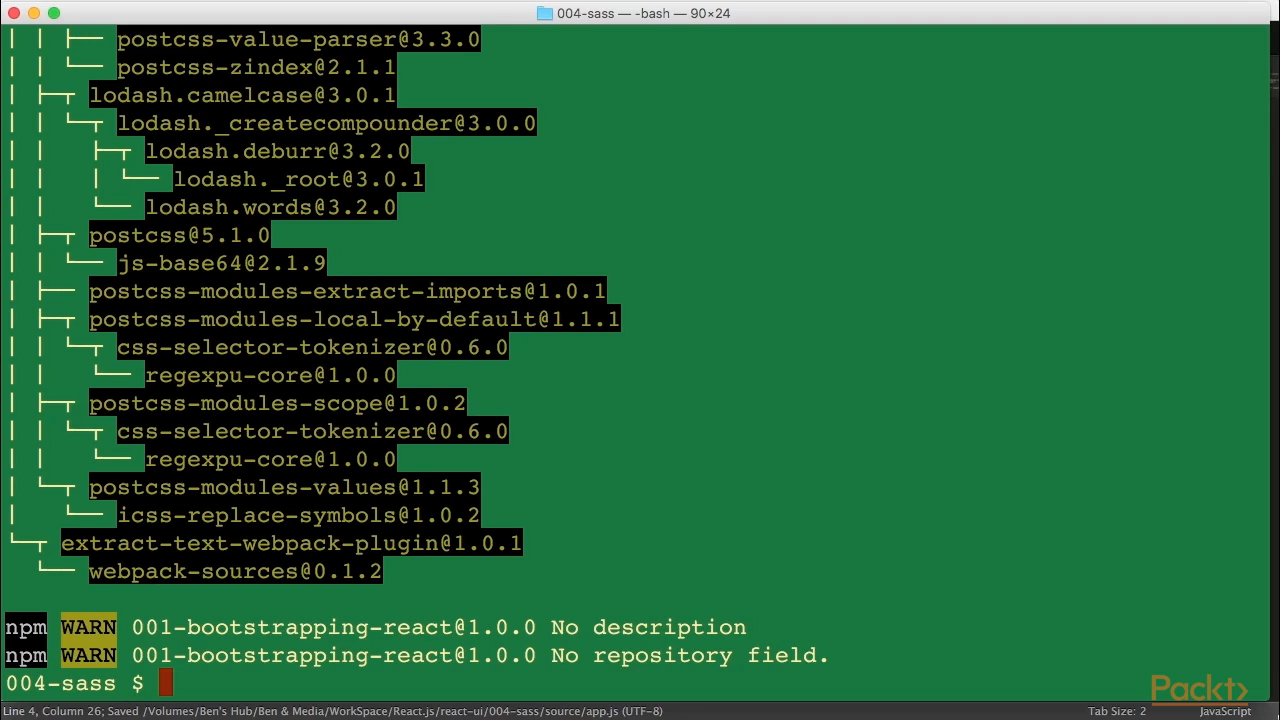 004-sass — -bash — 90×24
│ │ ├── postcss-value-parser@3.3.0
│ │ └── postcss-zindex@2.1.1
│ ├─┬ lodash.camelcase@3.0.1
│ │ └─┬ lodash._createcompounder@3.0.0
│ │   ├─┬ lodash.deburr@3.2.0
│ │   │ └── lodash._root@3.0.1
│ │   └── lodash.words@3.2.0
│ ├─┬ postcss@5.1.0
│ │ └── js-base64@2.1.9
│ ├── postcss-modules-extract-imports@1.0.1
│ ├─┬ postcss-modules-local-by-default@1.1.1
│ │ └─┬ css-selector-tokenizer@0.6.0
│ │   └── regexpu-core@1.0.0
│ ├─┬ postcss-modules-scope@1.0.2
│ │ └─┬ css-selector-tokenizer@0.6.0
│ │   └── regexpu-core@1.0.0
│ └─┬ postcss-modules-values@1.1.3
│   └── icss-replace-symbols@1.0.2
└─┬ extract-text-webpack-plugin@1.0.1
  └── webpack-sources@0.1.2
npm WARN 001-bootstrapping-react@1.0.0 No description
npm WARN 001-bootstrapping-react@1.0.0 No repository field.
004-sass $
Packt>
Line 4, Column 26; Saved /Volumes/Ben's Hub/Ben & Media/WorkSpace/React.js/react-ui/004-sass/source/app.js (UTF-8) Tab Size: 2 JavaScript